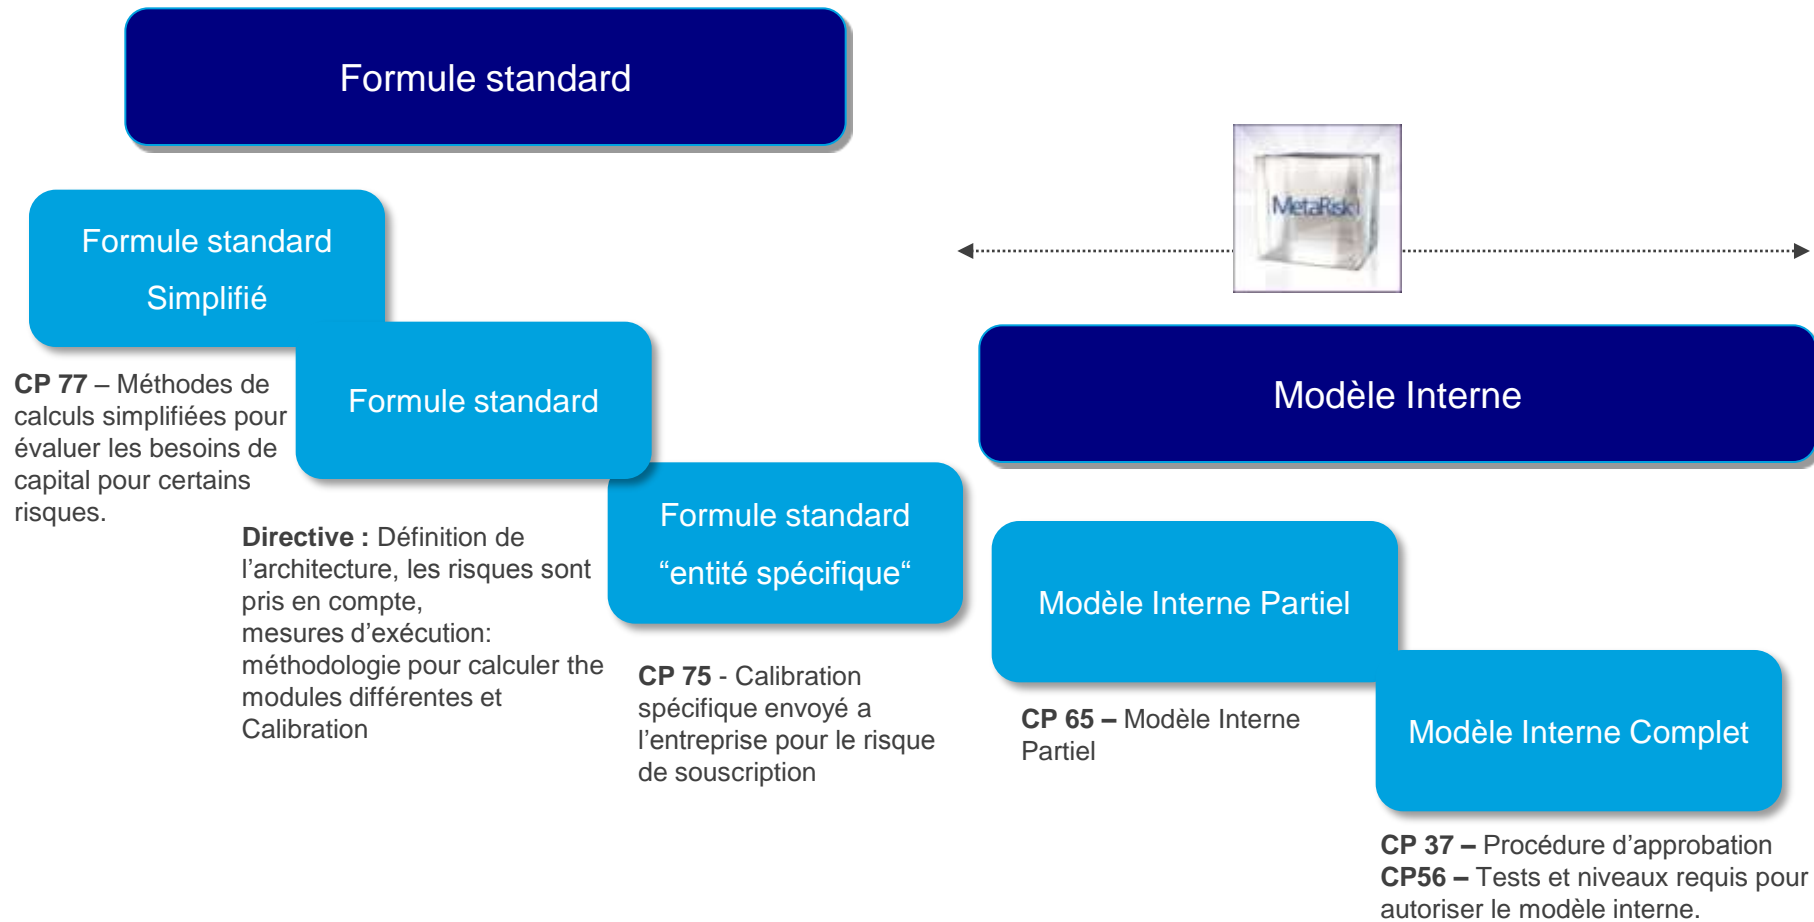 Formule standard
MetaRisk
Formule standard
Simplifié
CP 77 – Méthodes de
calculs simplifiées pour
évaluer les besoins de
capital pour certains
risques.
Formule standard
Directive : Définition de
l’architecture, les risques sont
pris en compte,
mesures d’exécution:
méthodologie pour calculer the
modules différentes et
Calibration
Formule standard
“entité spécifique“
CP 75 - Calibration
spécifique envoyé a
l’entreprise pour le risque
de souscription
Modèle Interne
Modèle Interne Partiel
CP 65 – Modèle Interne
Partiel
Modèle Interne Complet
CP 37 – Procédure d’approbation
CP56 – Tests et niveaux requis pour
autoriser le modèle interne.